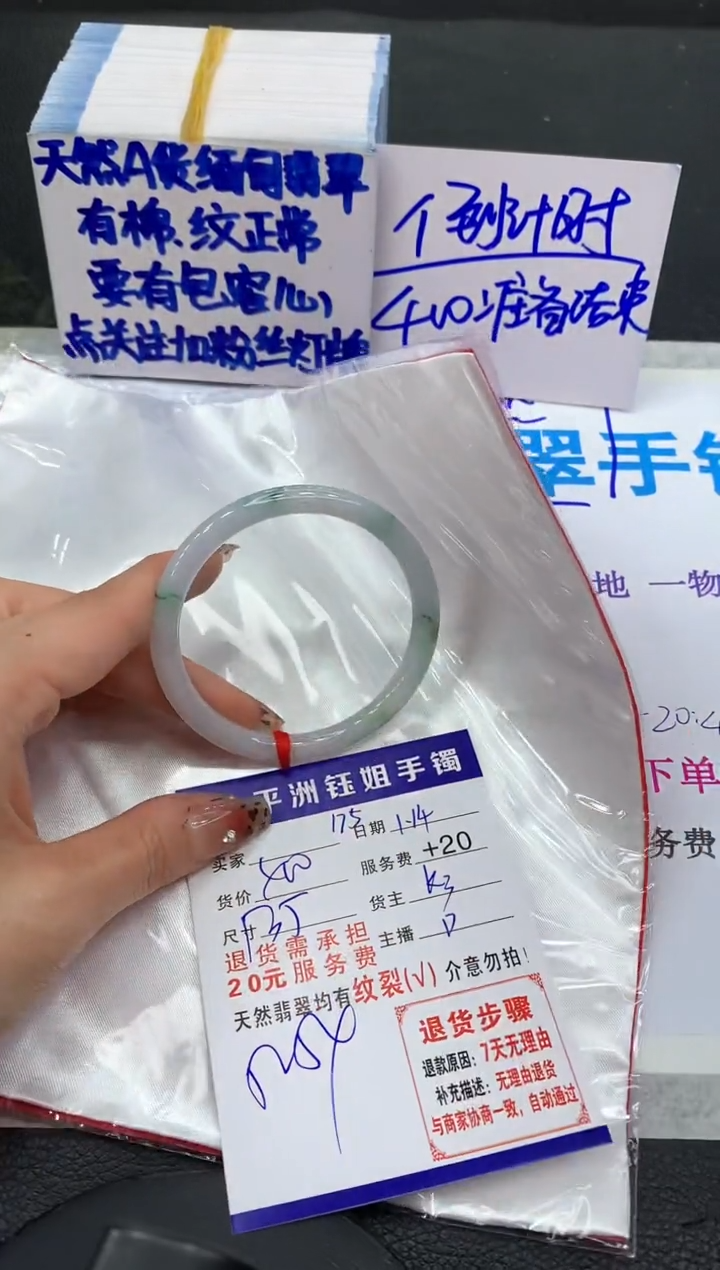 天然A货缅甸翡翠
有棉、纹正常
要有包容心,
点关注加粉丝灯牌
个 倒计时
400准备结束
翠手镯
地 一物
20:4
下单
务费
平洲钰姐手镯
175 日期 1.14
卖家
服务费 +20
货价
货主 K3
尺寸
主播 D
退货需承担
20元服务费
天然翡翠均有纹裂(√) 介意勿拍!
退货步骤
退款原因: 7天无理由
补充描述: 无理由退货
与商家协商一致，自动通过